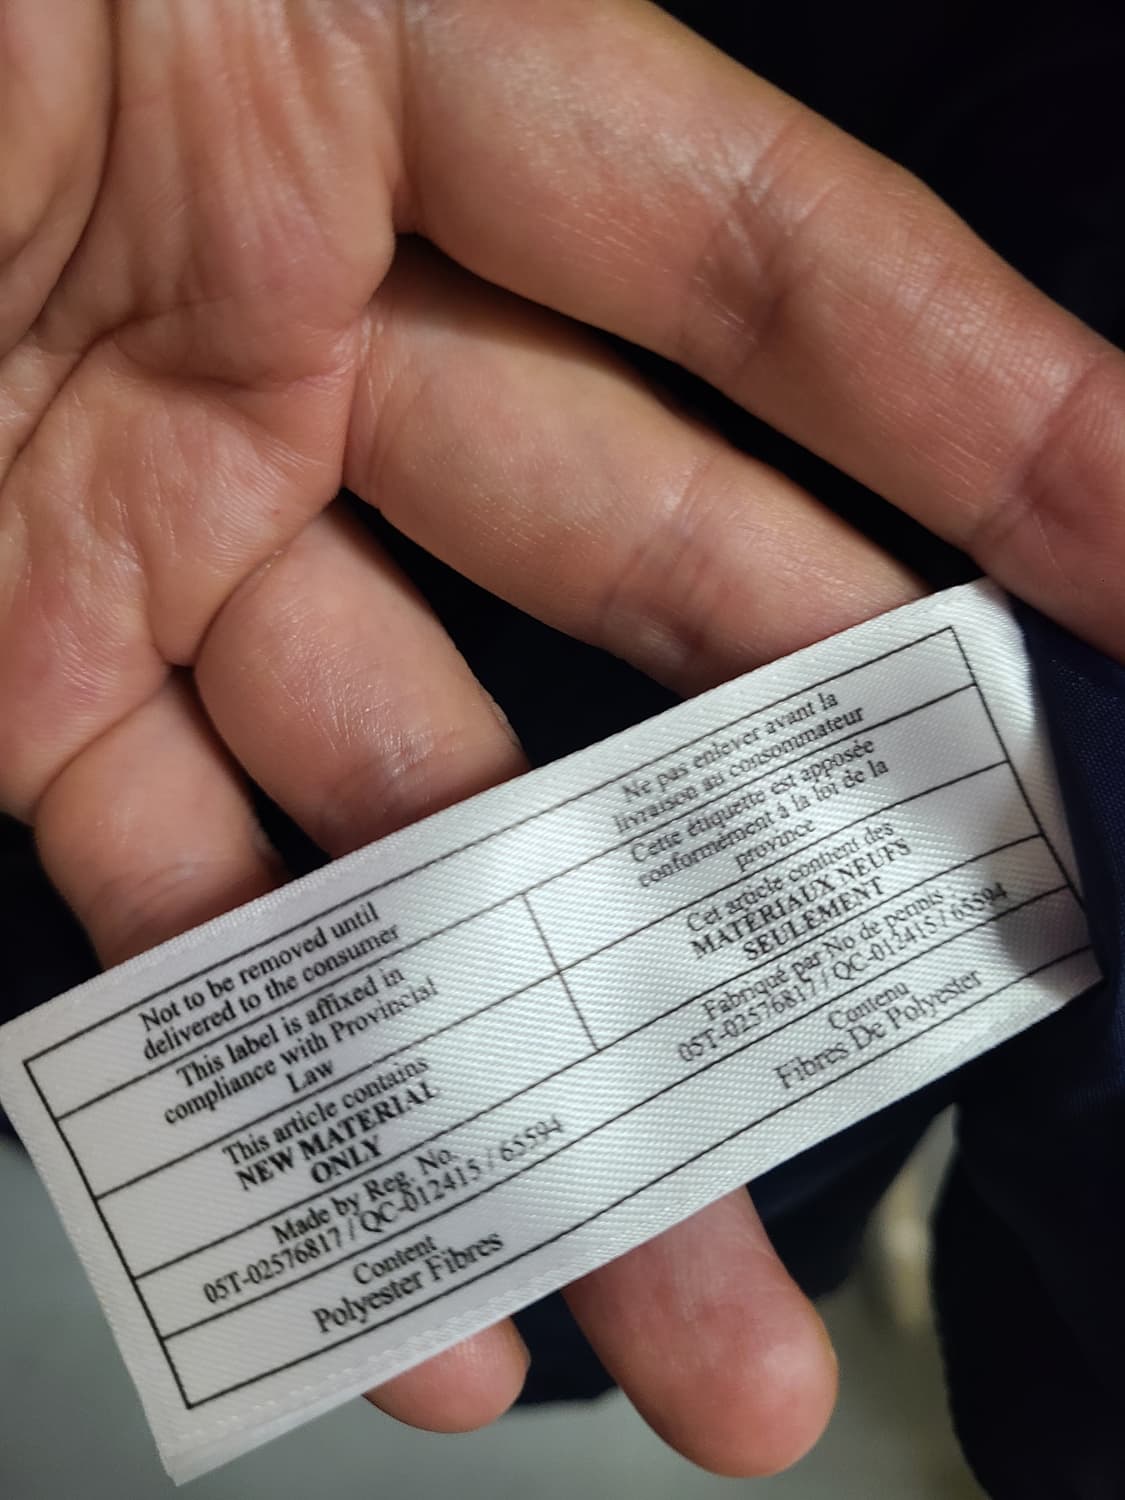 Not to be removed until
delivered to the consumer
This label is affixed in
compliance with Provincial
Law
This article contains
NEW MATERIAL
ONLY
Made by Reg. No.
05T-02576817 / QC-012415 / 65594
Content
Polyester Fibres
Ne pas enlever avant la
livraison au consommateur
Cette étiquette est apposée
conformément à la loi de la
province
Cet article contient des
MATERIAUX NEUFS
SEULEMENT
Fabriqué par No de permis :
05T-02576817 / QC-012415 / 65594
Contenu
Fibres De Polyester